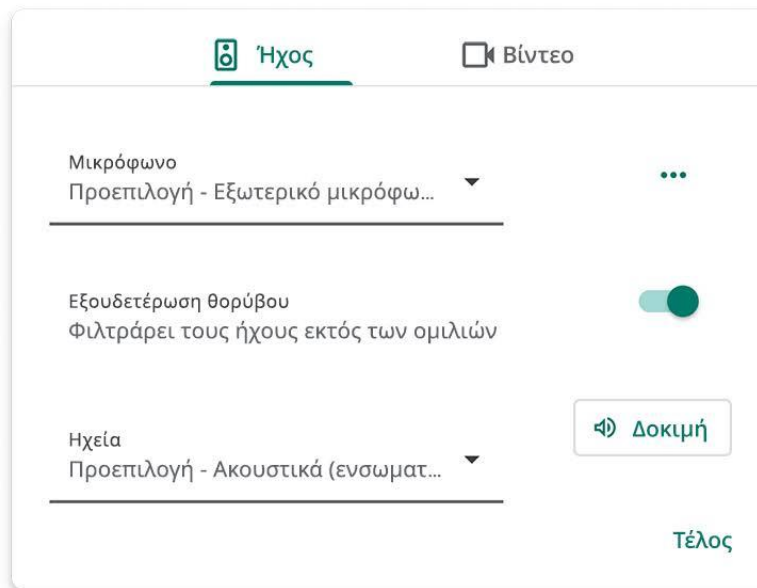 Ήχος Βίντεο
Μικρόφωνο
Προεπιλογή - Εξωτερικό μικρόφω...
Εξουδετέρωση θορύβου
Φιλτράρει τους ήχους εκτός των ομιλιών
Δοκιμή
Ηχεία
Προεπιλογή - Ακουστικά (ενσωματ...
Τέλος